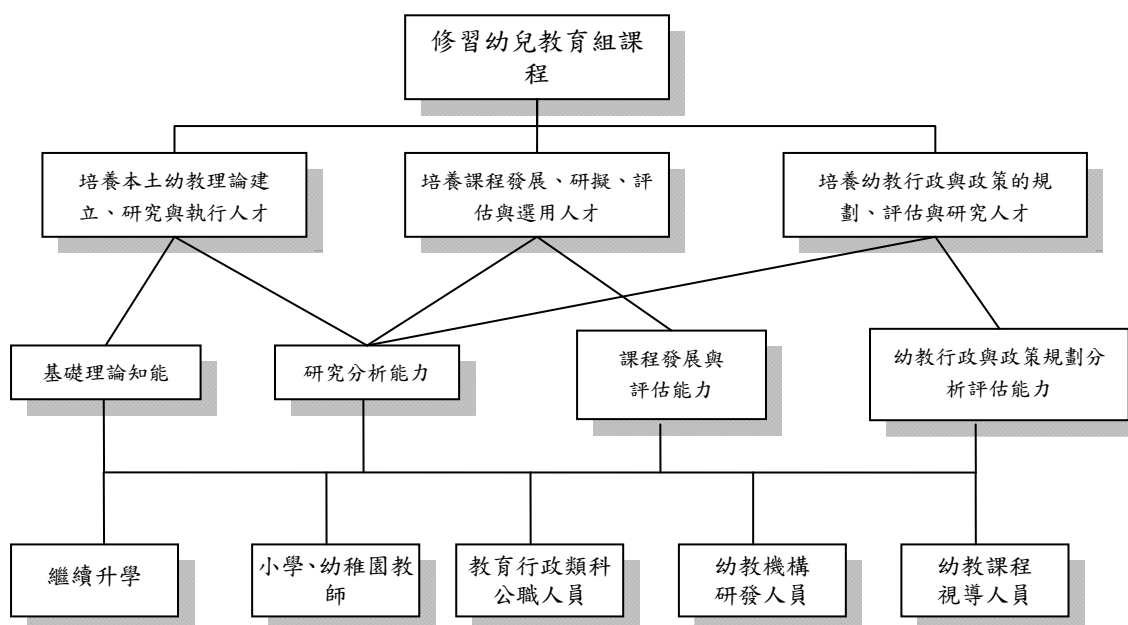 修習幼兒教育組課
程
培養本土幼教理論建
立、研究與執行人才
培養課程發展、研擬、評
估與選用人才
培養幼教行政與政策的規
劃、評估與研究人才
基礎理論知能
研究分析能力
課程發展與
評估能力
幼教行政與政策規劃分
析評估能力
繼續升學
小學、幼稚園教
師
教育行政類科
公職人員
幼教機構
研發人員
幼教課程
視導人員